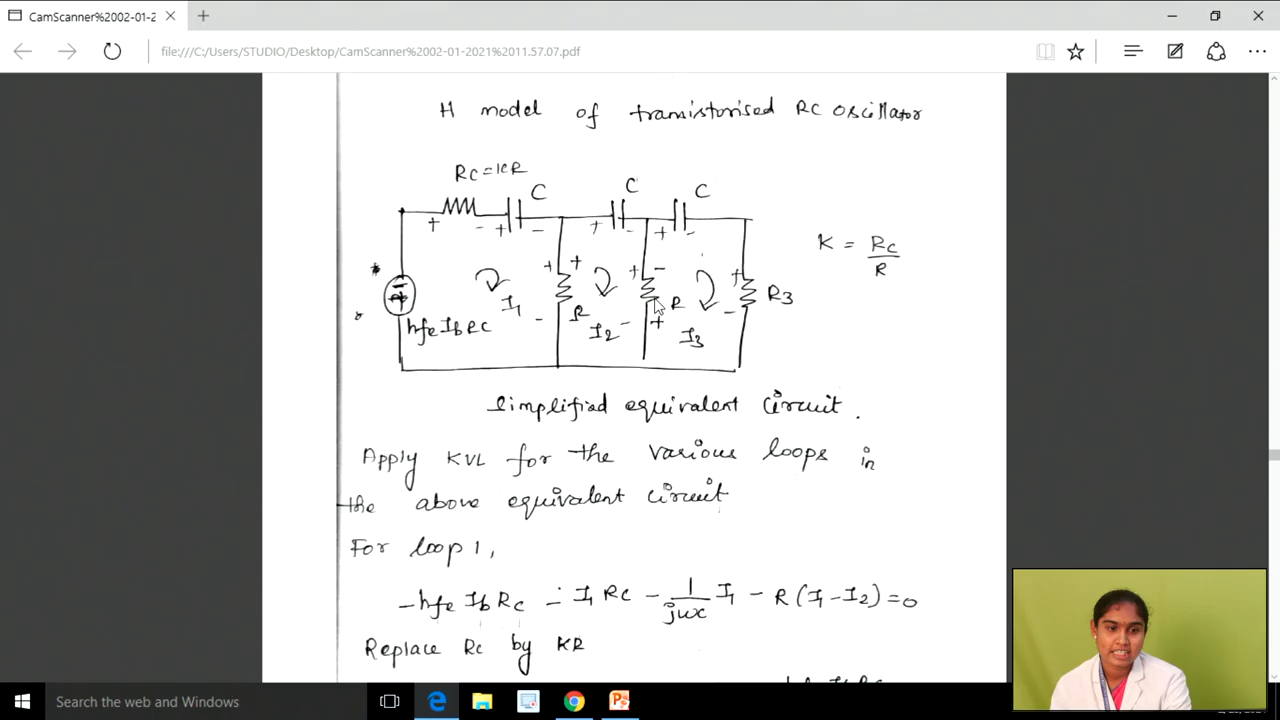 CamScanner%2002-01-2
file:///C:/Users/STUDIO/Desktop/CamScanner%2002-01-2021%2011.57.07.pdf
H model of transistorised RC oscillator
RC=KR
C C C
K = RC/R
I1 R I2 R I3 R3
hfe Ib RC
Simplified equivalent circuit.
Apply KVL for the various loops in
the above equivalent circuit
For loop 1,
-hfe Ib Rc - I1 RC - 1/jωc I1 - R (I1 - I2) = 0
Replace Rc by KR
Search the web and Windows